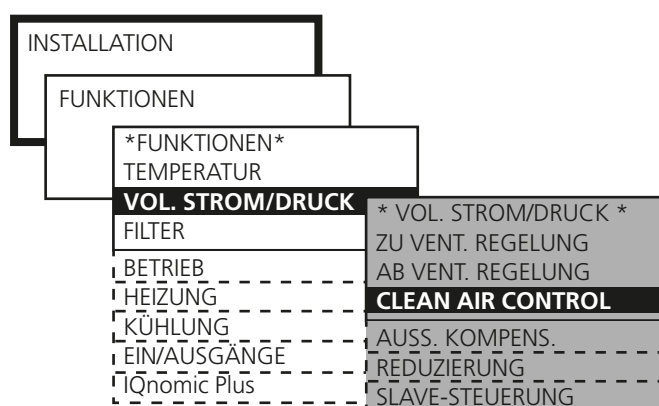 INSTALLATION
FUNKTIONEN
*FUNKTIONEN*
TEMPERATUR
VOL. STROM/DRUCK
FILTER
BETRIEB
HEIZUNG
KÜHLUNG
EIN/AUSGÄNGE
IQnomic Plus
* VOL. STROM/DRUCK *
ZU VENT. REGELUNG
AB VENT. REGELUNG
CLEAN AIR CONTROL
AUSS. KOMPENS.
REDUZIERUNG
SLAVE-STEUERUNG